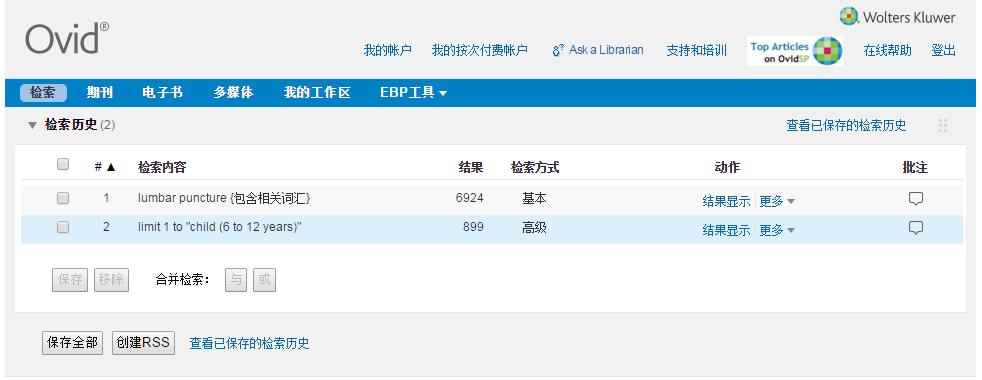 Wolters Kluwer
Ovid®
我的帐户 我的按次付费帐户 Ask a Librarian 支持和培训 Top Articles on OvidSP 在线帮助 登出
检索 期刊 电子书 多媒体 我的工作区 EBP工具
检索历史 (2) 查看已保存的检索历史
# ▲ 检索内容 结果 检索方式 动作 批注
1 lumbar puncture {包含相关词汇} 6924 基本 结果显示 更多
2 limit 1 to "child (6 to 12 years)" 899 高级 结果显示 更多
保存 移除 合并检索： 与 或
保存全部 创建RSS 查看已保存的检索历史